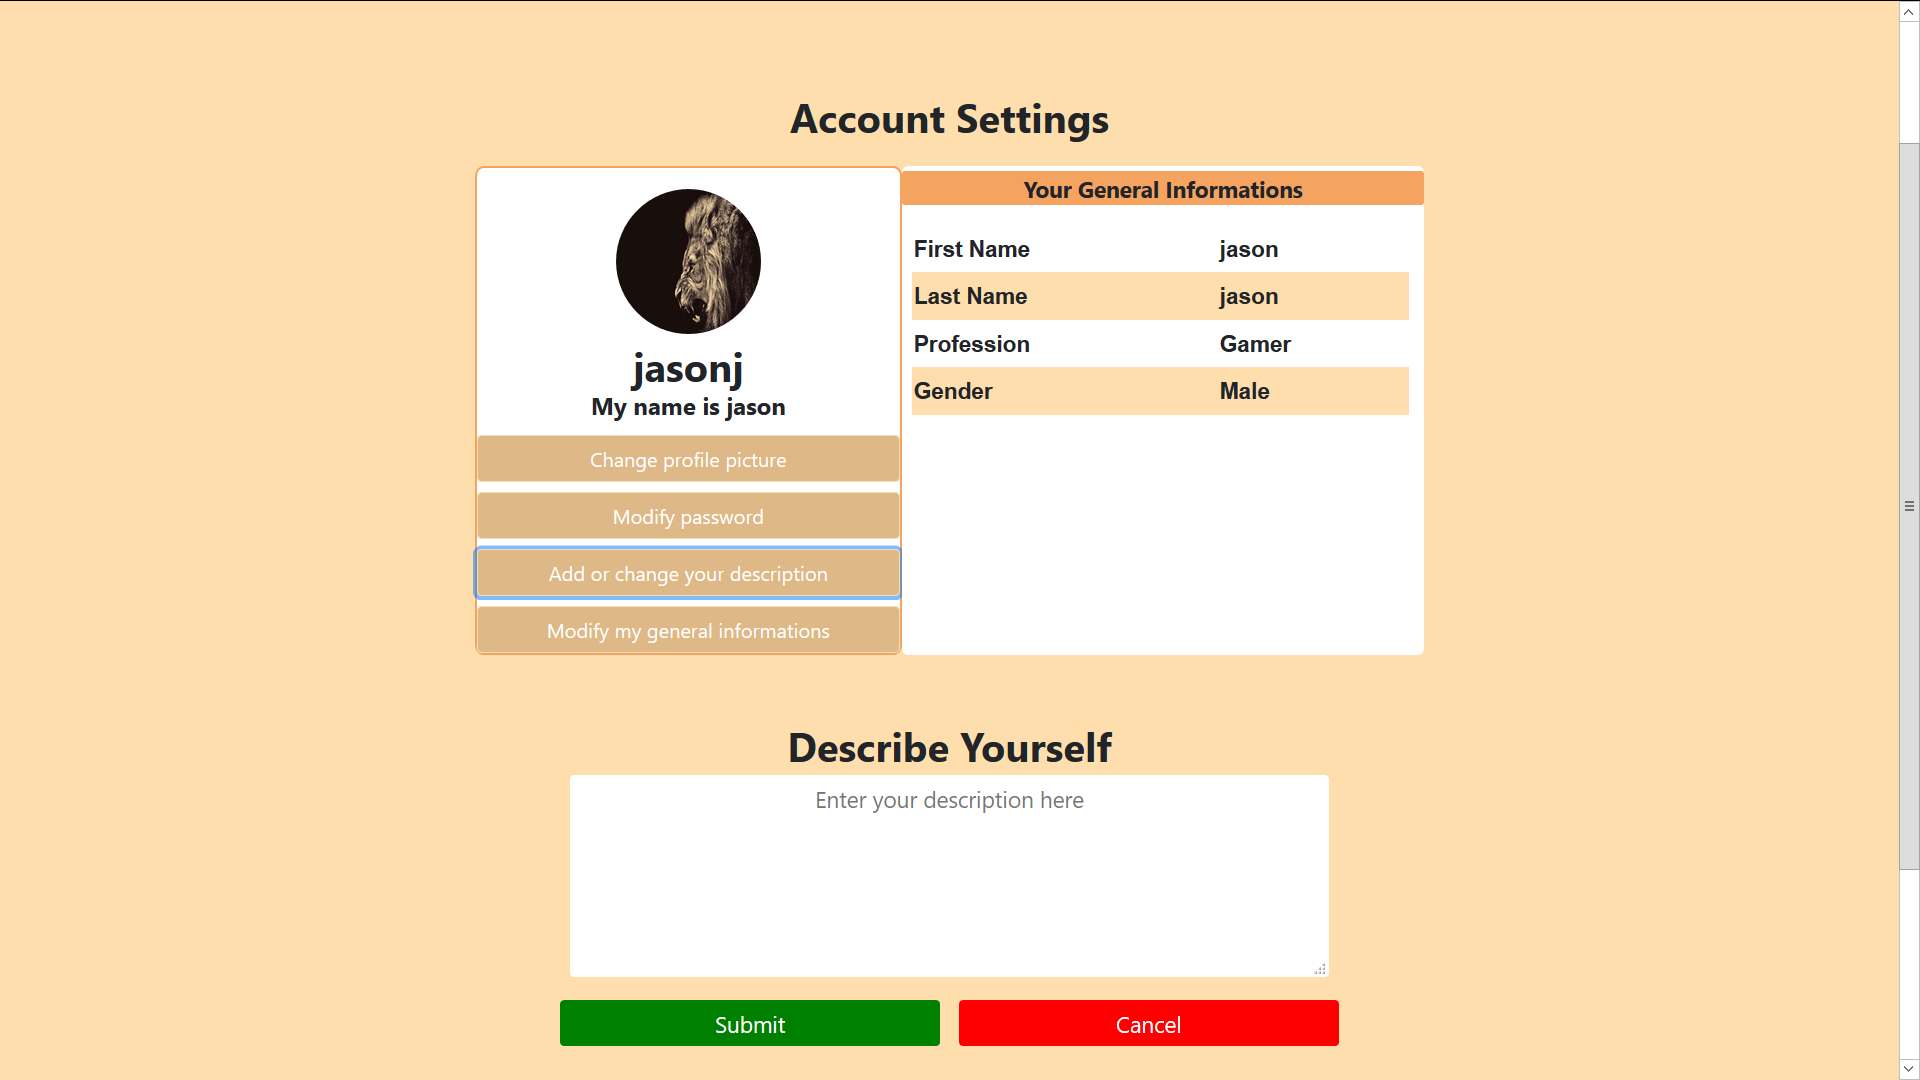 Account Settings
jasonj
My name is jason
Change profile picture
Modify password
Add or change your description
Modify my general informations
Your General Informations
First Name jason
Last Name jason
Profession Gamer
Gender Male
Describe Yourself
Enter your description here
Submit Cancel